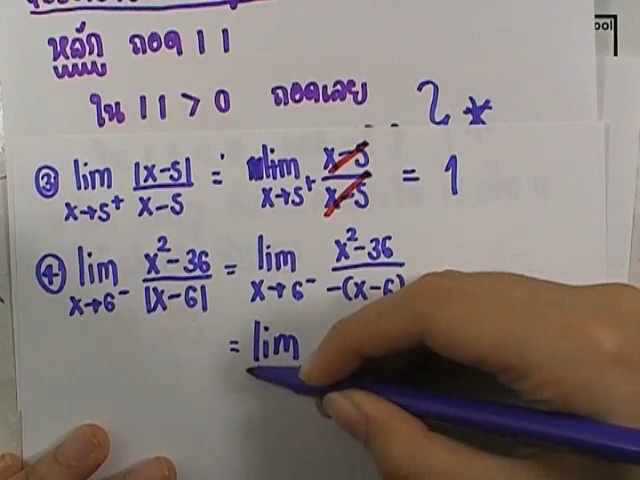 หลัก ถอด | |
ใน | | > 0 ถอดเลย
2 *
③ lim x→5⁺ |x-5| / x-5 = lim x→5⁺ x-5 / x-5 = 1
④ lim x→6⁻ x²-36 / |x-6| = lim x→6⁻ x²-36 / -(x-6)
= lim